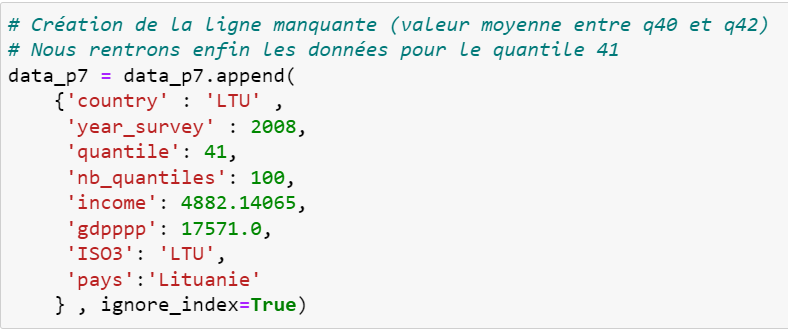 # Création de la ligne manquante (valeur moyenne entre q40 et q42)
# Nous rentrons enfin les données pour le quantile 41
data_p7 = data_p7.append(
    {'country' : 'LTU' ,
     'year_survey' : 2008,
     'quantile': 41,
     'nb_quantiles': 100,
     'income': 4882.14065,
     'gdpppp': 17571.0,
     'ISO3': 'LTU',
     'pays':'Lituanie'
    } , ignore_index=True)